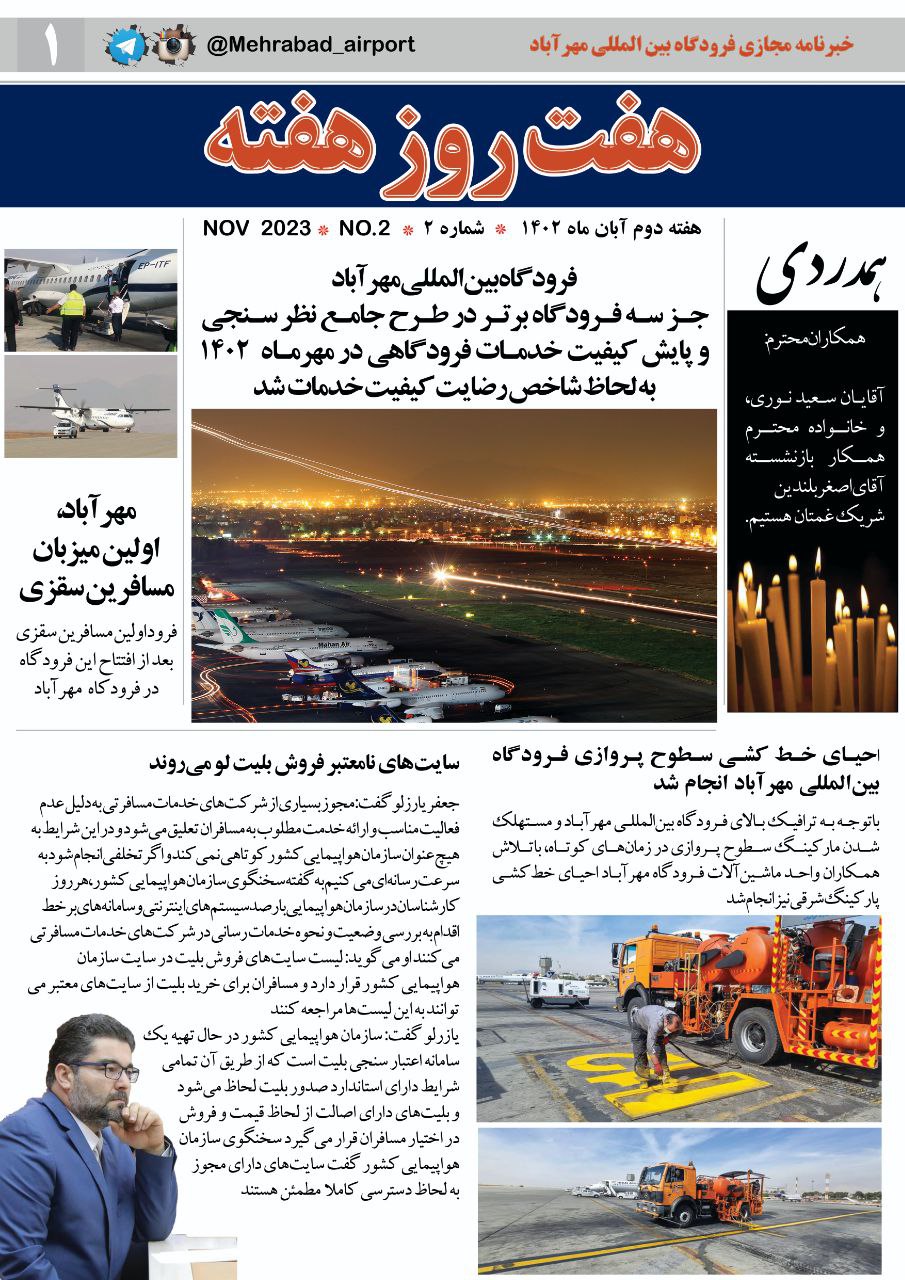 خبرنامه مجازی فرودگاه بین المللی مهرآباد
@Mehrabad_airport
۱
هفت روز هفته
هفته دوم آبان ماه ۱۴۰۲ * شماره ۲ * NO.2 * NOV 2023
همدردی
همکاران محترم:
آقایان سعید نوری،
و خانواده محترم
همکار بازنشسته
آقای اصغر بلندین
شریک غمتان هستیم.
فرودگاه بین‌المللی مهرآباد
جز سه فرودگاه برتر در طرح جامع نظر سنجی
و پایش کیفیت خدمات فرودگاهی در مهرماه ۱۴۰۲
به لحاظ شاخص رضایت کیفیت خدمات شد
Mahan Air
EP-ITF
مهرآباد،
اولین میزبان
مسافرین سقزی
فرود اولین مسافرین سقزی
بعد از افتتاح این فرودگاه
در فرودکاه مهرآباد
احیای خط کشی سطوح پروازی فرودگاه
بین‌المللی مهرآباد انجام شد
باتوجه به ترافیک بالای فرودگاه بین‌المللی مهرآباد و مستهلک
شدن مارکینگ سطوح پروازی در زمان‌های کوتاه، باتلاش
همکاران واحد ماشین‌آلات فرودگاه مهرآباد احیای خط کشی
پارکینگ شرقی نیز انجام شد
سایت‌های نامعتبر فروش بلیت لو می‌روند
جعفر یارزلو گفت: مجوز بسیاری از شرکت‌های خدمات مسافرتی به دلیل عدم
فعالیت مناسب و ارائه خدمت مطلوب به مسافران تعلیق می‌شود و در این شرایط به
هیچ عنوان سازمان هواپیمایی کشور کوتاهی نمی کند و اگر تخلفی انجام شود به
سرعت رسانه‌ای می‌کنیم به گفته سخنگوی سازمان هواپیمایی کشور، هر روز
کارشناسان در سازمان هواپیمایی با رصد سیستم‌های اینترنتی و سامانه‌های بر خط
اقدام به بررسی وضعیت و نحوه خدمات رسانی در شرکت‌های خدمات مسافرتی
می کنند او می گوید: لیست سایت‌های فروش بلیت در سایت سازمان
هواپیمایی کشور قرار دارد و مسافران برای خرید بلیت از سایت‌های معتبر می
توانند به این لیست‌ها مراجعه کنند
یازرلو گفت: سازمان هواپیمایی کشور در حال تهیه یک
سامانه اعتبار سنجی بلیت است که از طریق آن تمامی
شرایط دارای استاندارد صدور بلیت لحاظ می‌شود
و بلیت‌های دارای اصالت از لحاظ قیمت و فروش
در اختیار مسافران قرار می گیرد سخنگوی سازمان
هواپیمایی کشور گفت سایت‌های دارای مجوز
به لحاظ دسترسی کاملا مطمئن هستند